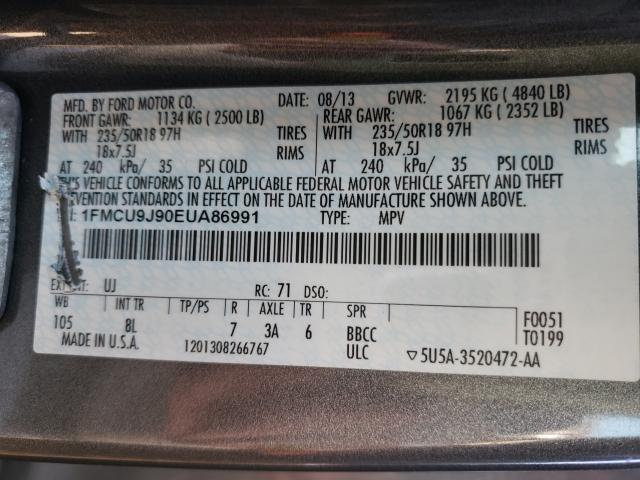 MFD. BY FORD MOTOR CO. DATE: 08/13 GVWR: 2195 KG ( 4840 LB)
FRONT GAWR: 1134 KG ( 2500 LB) REAR GAWR: 1067 KG ( 2352 LB)
WITH 235/50R18 97H TIRES WITH 235/50R18 97H TIRES
18x7.5J RIMS 18x7.5J RIMS
AT 240 kPa/ 35 PSI COLD AT 240 kPa/ 35 PSI COLD
VEHICLE CONFORMS TO ALL APPLICABLE FEDERAL MOTOR VEHICLE SAFETY AND THEFT
PREVENTION STANDARDS IN EFFECT ON THE DATE OF MANUFACTURE SHOWN ABOVE.
1FMCU9J90EUA86991 TYPE: MPV
UJ RC: 71 DSO:
WB INT TR TP/PS R AXLE TR SPR
105 8L 7 3A 6 BBCC F0051
MADE IN U.S.A. 1201308266767 ULC T0199
▽5U5A-3520472-AA